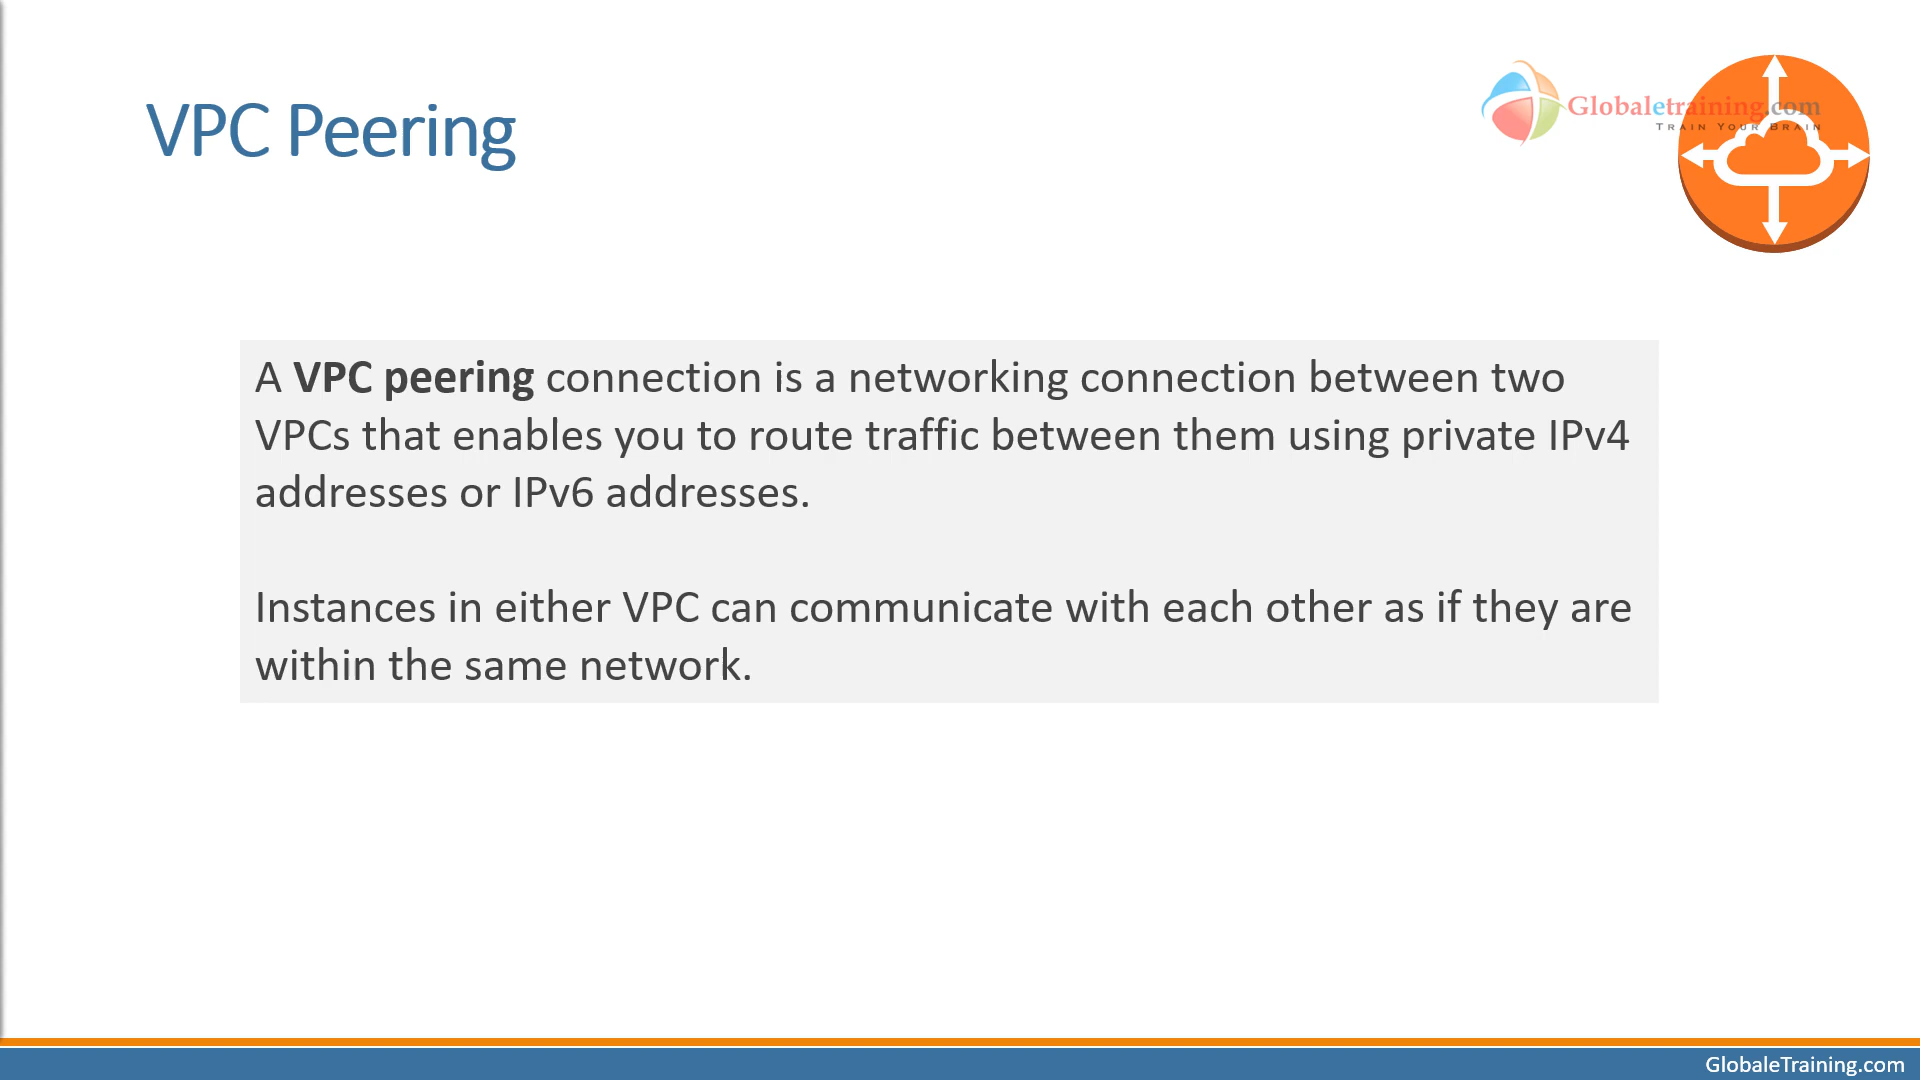 VPC Peering
Globaletraining.com
Train Your Brain
A VPC peering connection is a networking connection between two
VPCs that enables you to route traffic between them using private IPv4
addresses or IPv6 addresses.
Instances in either VPC can communicate with each other as if they are
within the same network.
GlobaleTraining.com